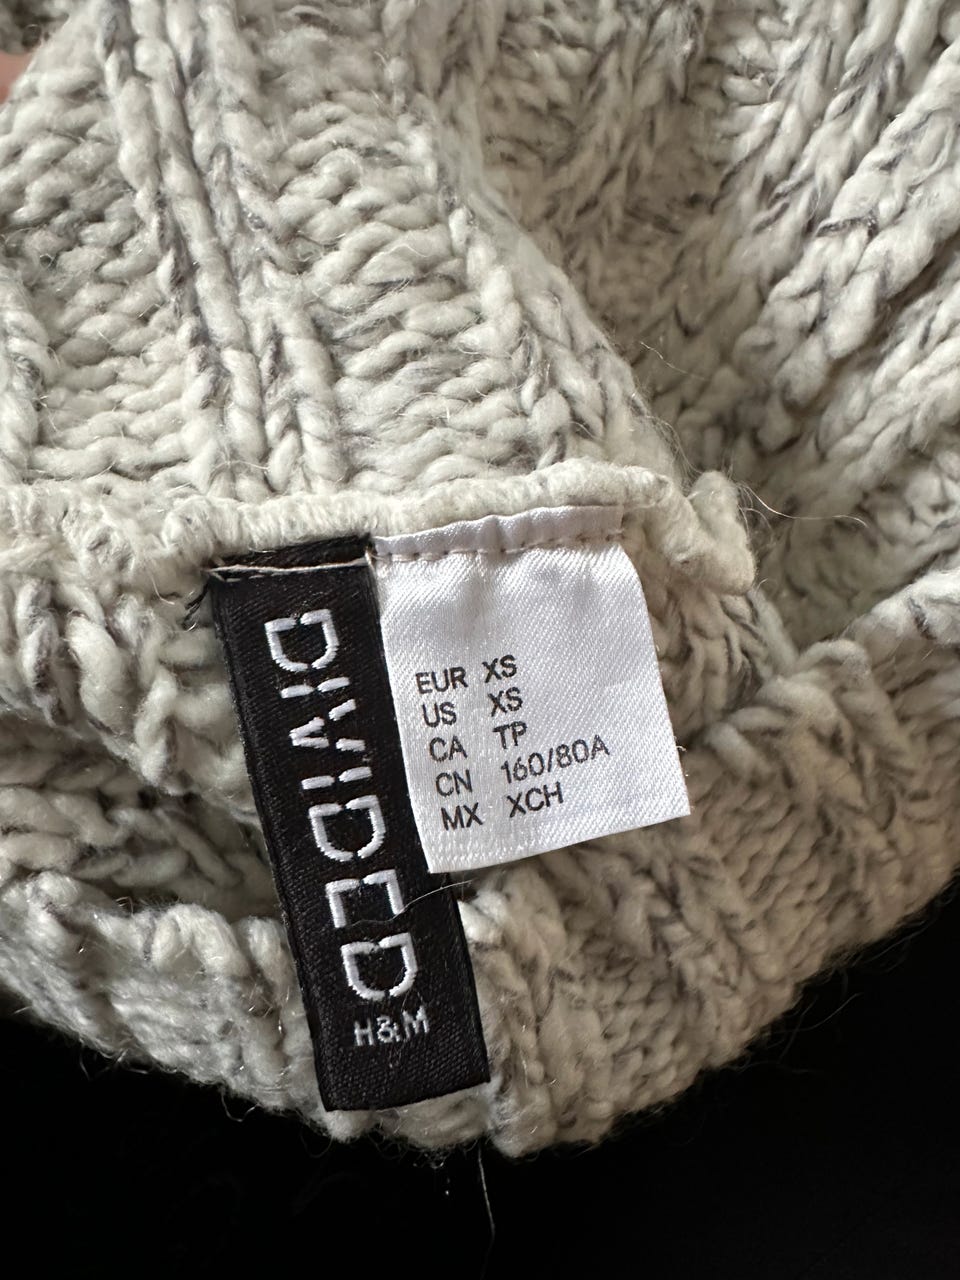 DIVIDED
H&M
EUR XS
US XS
CA TP
CN 160/80A
MX XCH